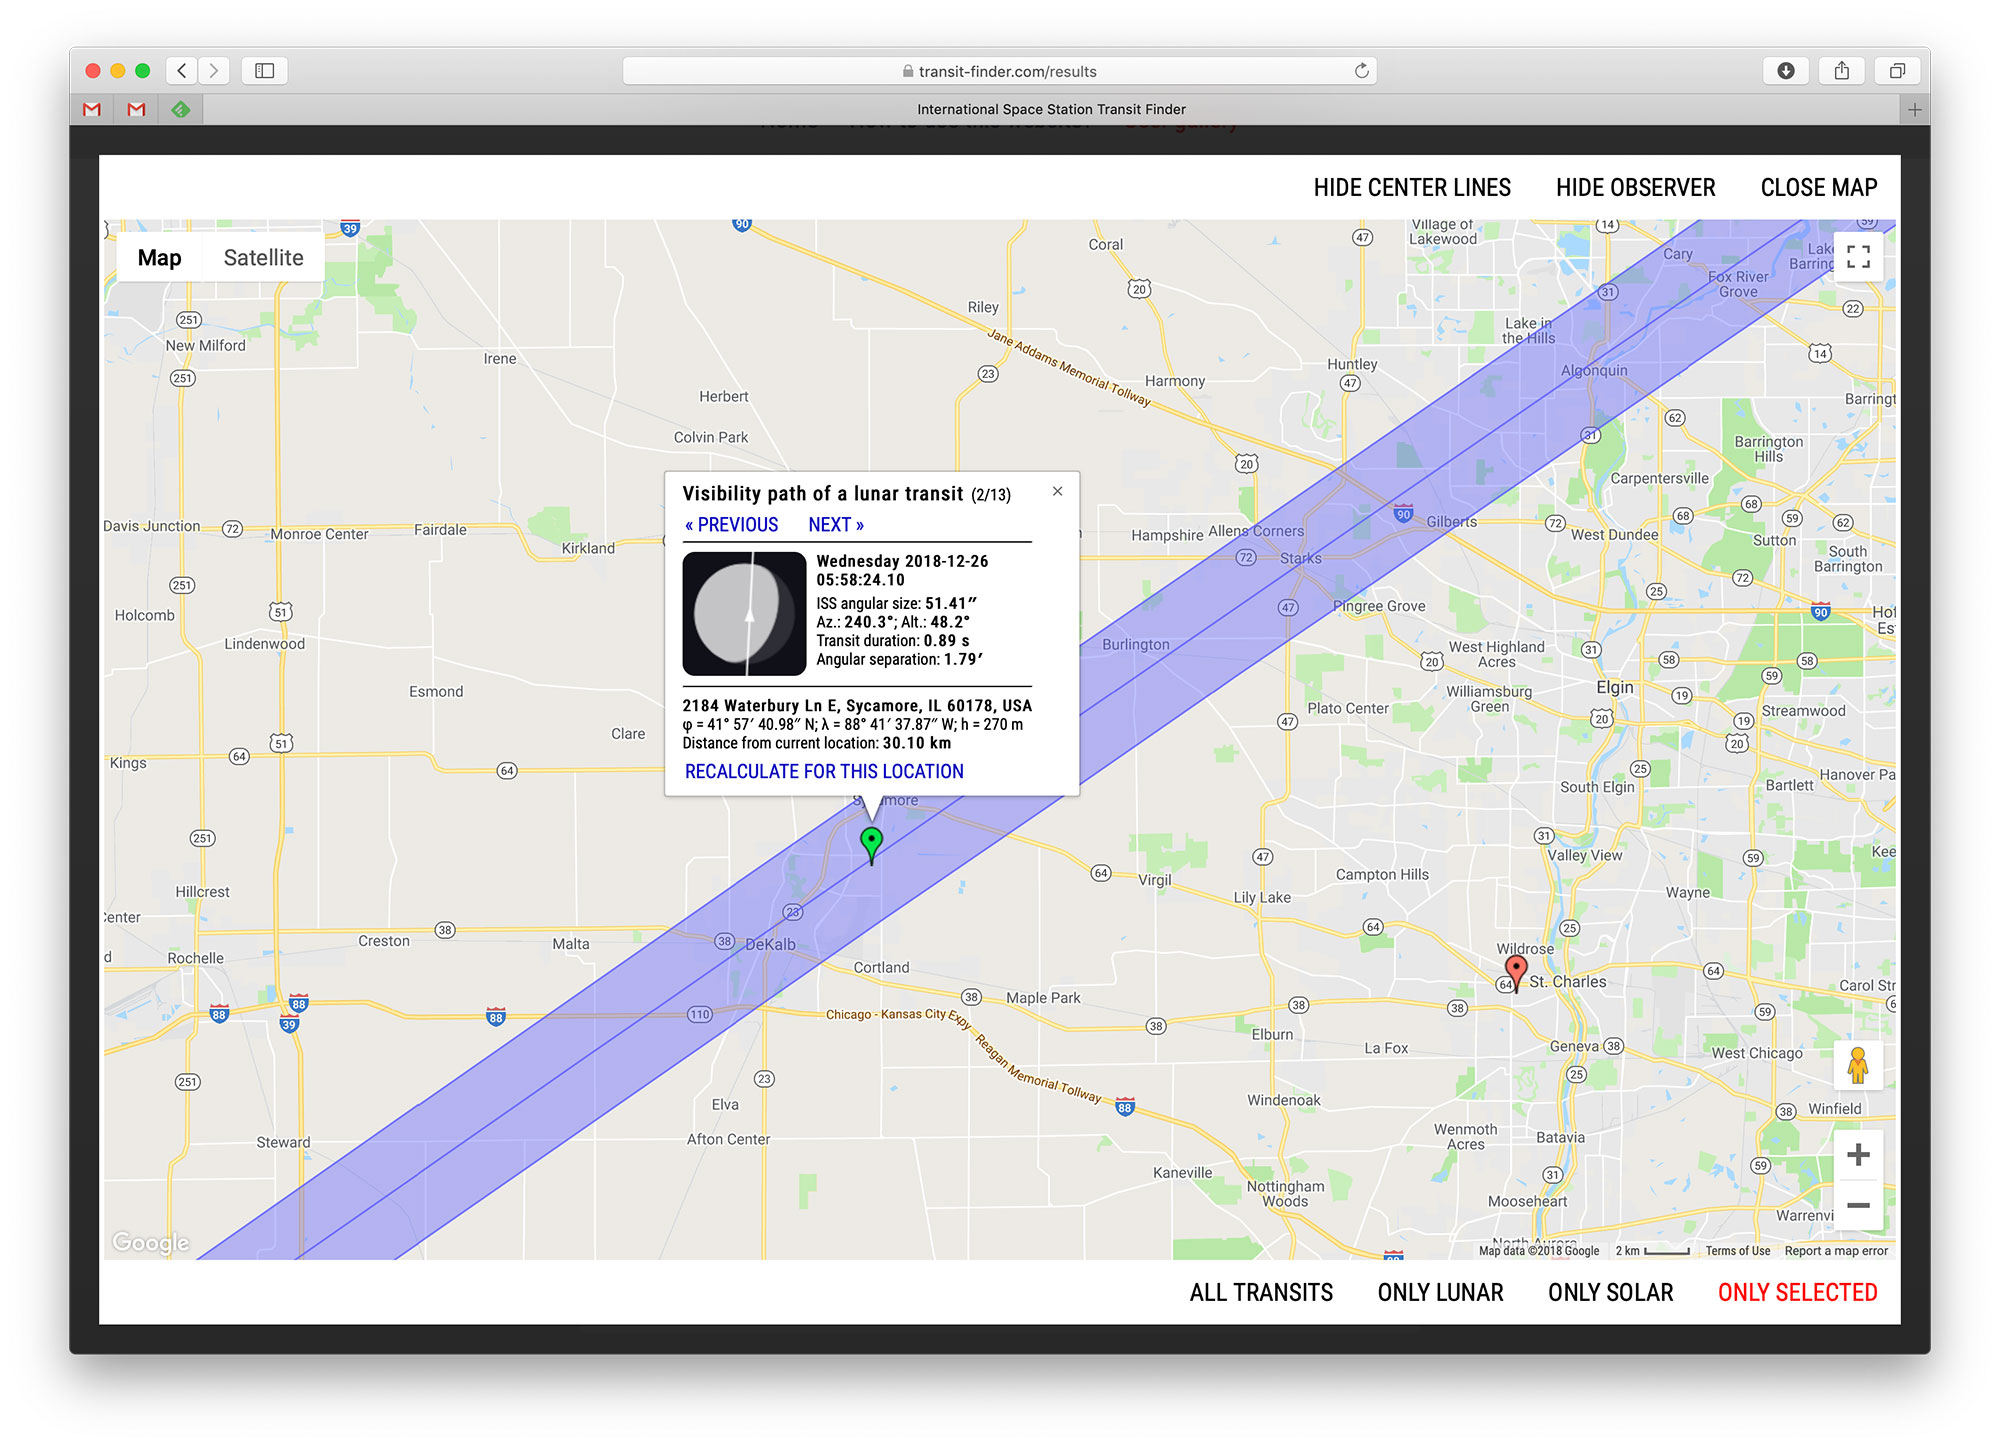 transit-finder.com/results
International Space Station Transit Finder
HIDE CENTER LINES HIDE OBSERVER CLOSE MAP
Map Satellite
Village of
Lakewood
Coral
Cary
Fox River
Grove
Riley
Lake in
the Hills
New Milford
Irene
Jane Addams Memorial Tollway
Huntley
Algonquin
Harmony
Herbert
Barringt
Colvin Park
Barrington
Hills
Carpentersville
Visibility path of a lunar transit (2/13)
« PREVIOUS NEXT »
Wednesday 2018-12-26
05:58:24.10
ISS angular size: 51.41″
Az.: 240.3°; Alt.: 48.2°
Transit duration: 0.89 s
Angular separation: 1.79′
2184 Waterbury Ln E, Sycamore, IL 60178, USA
φ = 41° 57′ 40.98″ N; λ = 88° 41′ 37.87″ W; h = 270 m
Distance from current location: 30.10 km
RECALCULATE FOR THIS LOCATION
Davis Junction
Monroe Center
Fairdale
Kirkland
Hampshire
Allens Corners
Gilberts
West Dundee
Sutton
South
Barrington
Starks
Pingree Grove
Holcomb
Lindenwood
Burlington
West Highland
Acres
Esmond
Elgin
Williamsburg
Green
Plato Center
Streamwood
Clare
Kings
Hanover Pa
South Elgin
Bartlett
Valley View
Kee
Campton Hills
Virgil
Wayne
Hillcrest
Lily Lake
Creston
Malta
DeKalb
Wildrose
Rochelle
Cortland
St. Charles
Maple Park
Carol Str
Chicago - Kansas City Expy
Reagan Memorial Tollway
Elburn
La Fox
Geneva
West Chicago
Elva
Windenoak
Winfield
Steward
Afton Center
Wenmoth
Acres
Batavia
Kaneville
Nottingham
Woods
Mooseheart
Warrenvi
Google
Map data ©2018 Google 2 km Terms of Use Report a map error
ALL TRANSITS ONLY LUNAR ONLY SOLAR ONLY SELECTED